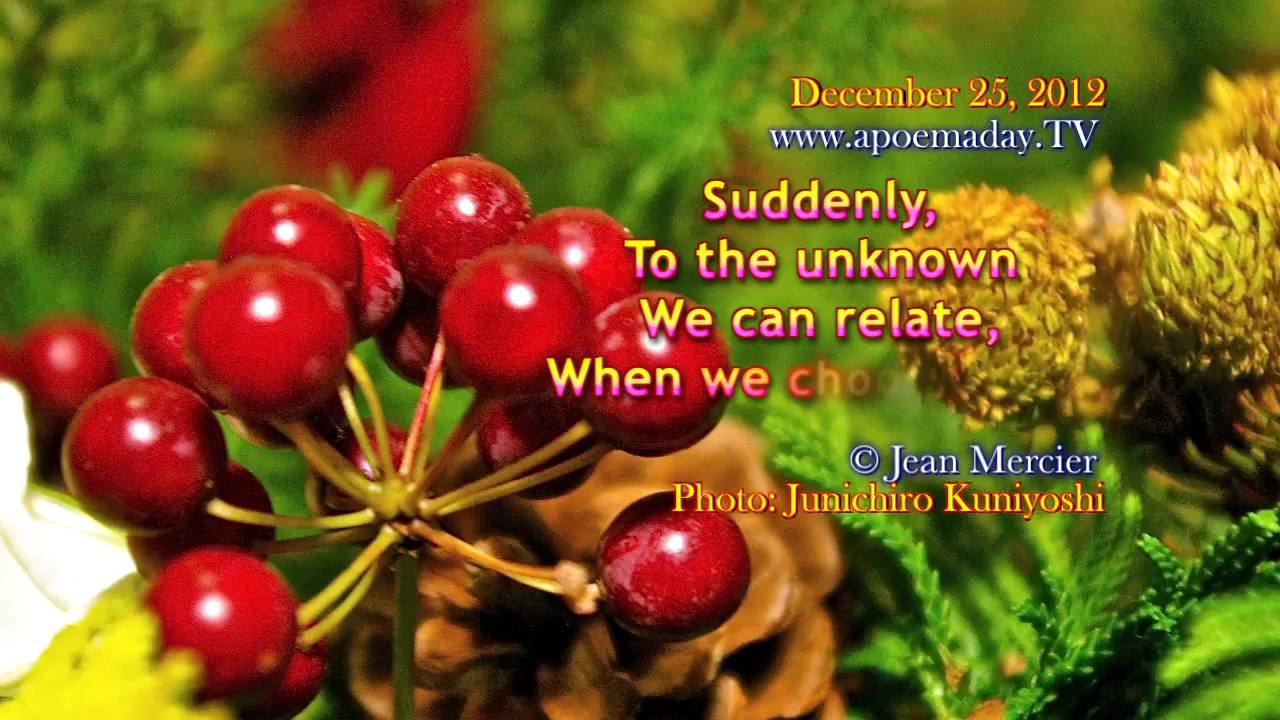 December 25, 2012
www.apoemaday.TV
Suddenly,
To the unknown
We can relate,
When we
© Jean Mercier
Photo: Junichiro Kuniyoshi